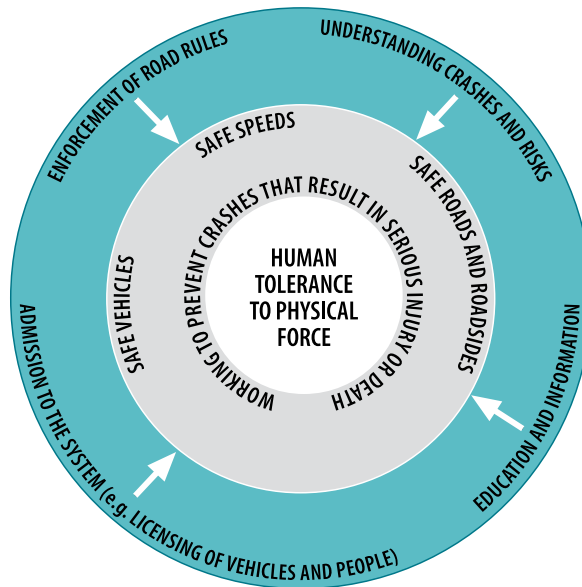 ENFORCEMENT OF ROAD RULES
UNDERSTANDING CRASHES AND RISKS
SAFE SPEEDS
SAFE ROADS AND ROADSIDES
SAFE VEHICLES
WORKING TO PREVENT CRASHES THAT RESULT IN SERIOUS INJURY OR DEATH
HUMAN
TOLERANCE
TO PHYSICAL
FORCE
ADMISSION TO THE SYSTEM (e.g. LICENSING OF VEHICLES AND PEOPLE)
EDUCATION AND INFORMATION